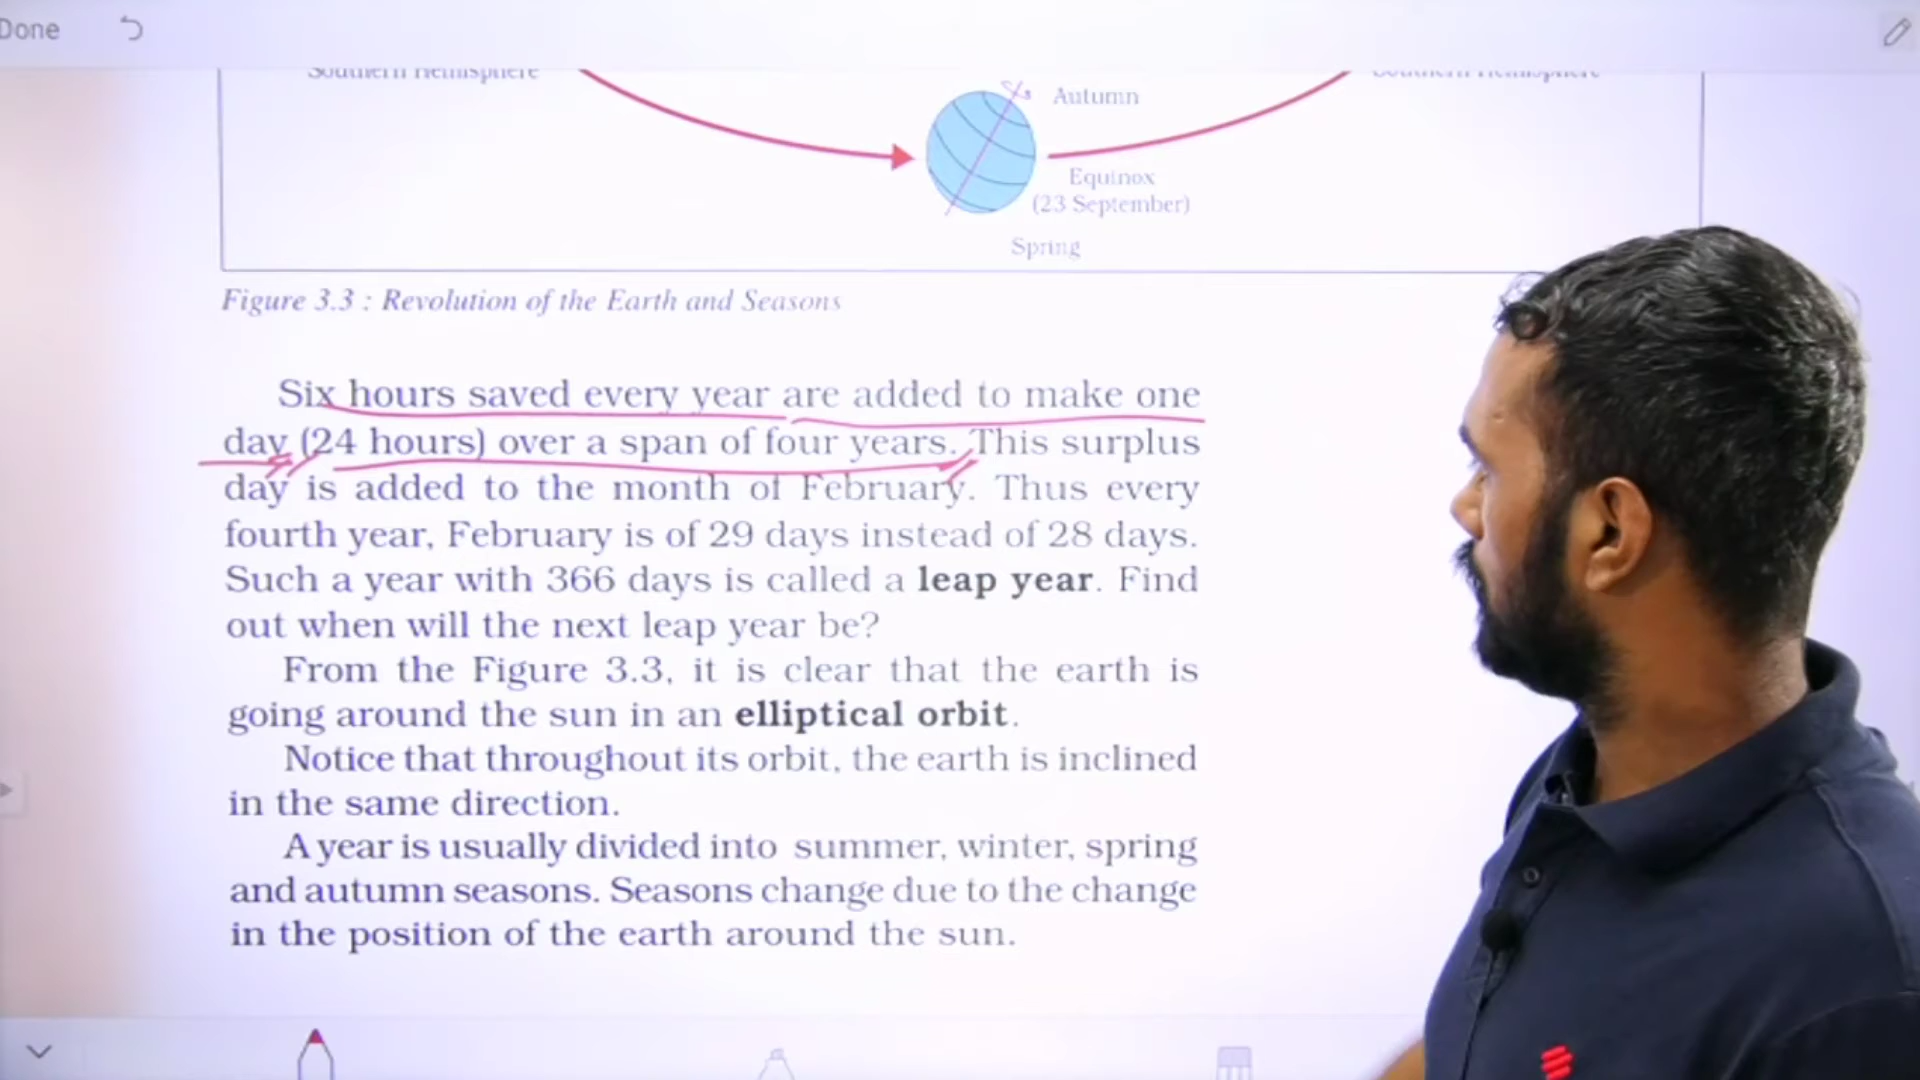 Done
Southern Hemisphere
Southern Hemisphere
Autumn
Equinox
(23 September)
Spring
Figure 3.3 : Revolution of the Earth and Seasons
Six hours saved every year are added to make one
day (24 hours) over a span of four years. This surplus
day is added to the month of February. Thus every
fourth year, February is of 29 days instead of 28 days.
Such a year with 366 days is called a leap year. Find
out when will the next leap year be?
From the Figure 3.3, it is clear that the earth is
going around the sun in an elliptical orbit.
Notice that throughout its orbit, the earth is inclined
in the same direction.
A year is usually divided into summer, winter, spring
and autumn seasons. Seasons change due to the change
in the position of the earth around the sun.